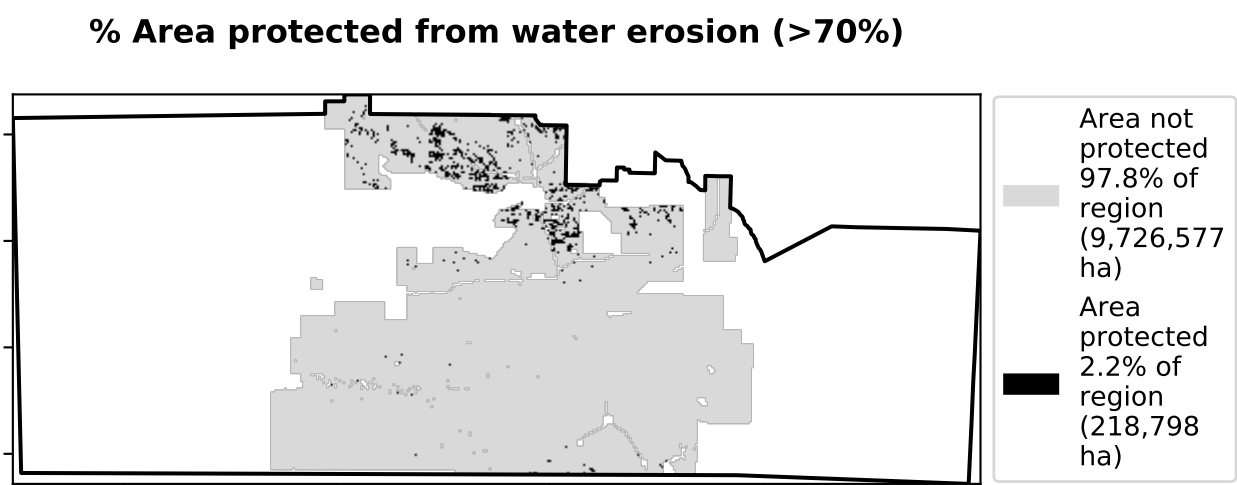 % Area protected from water erosion (>70%)
Area not
protected
97.8% of
region
(9,726,577
ha)
Area
protected
2.2% of
region
(218,798
ha)